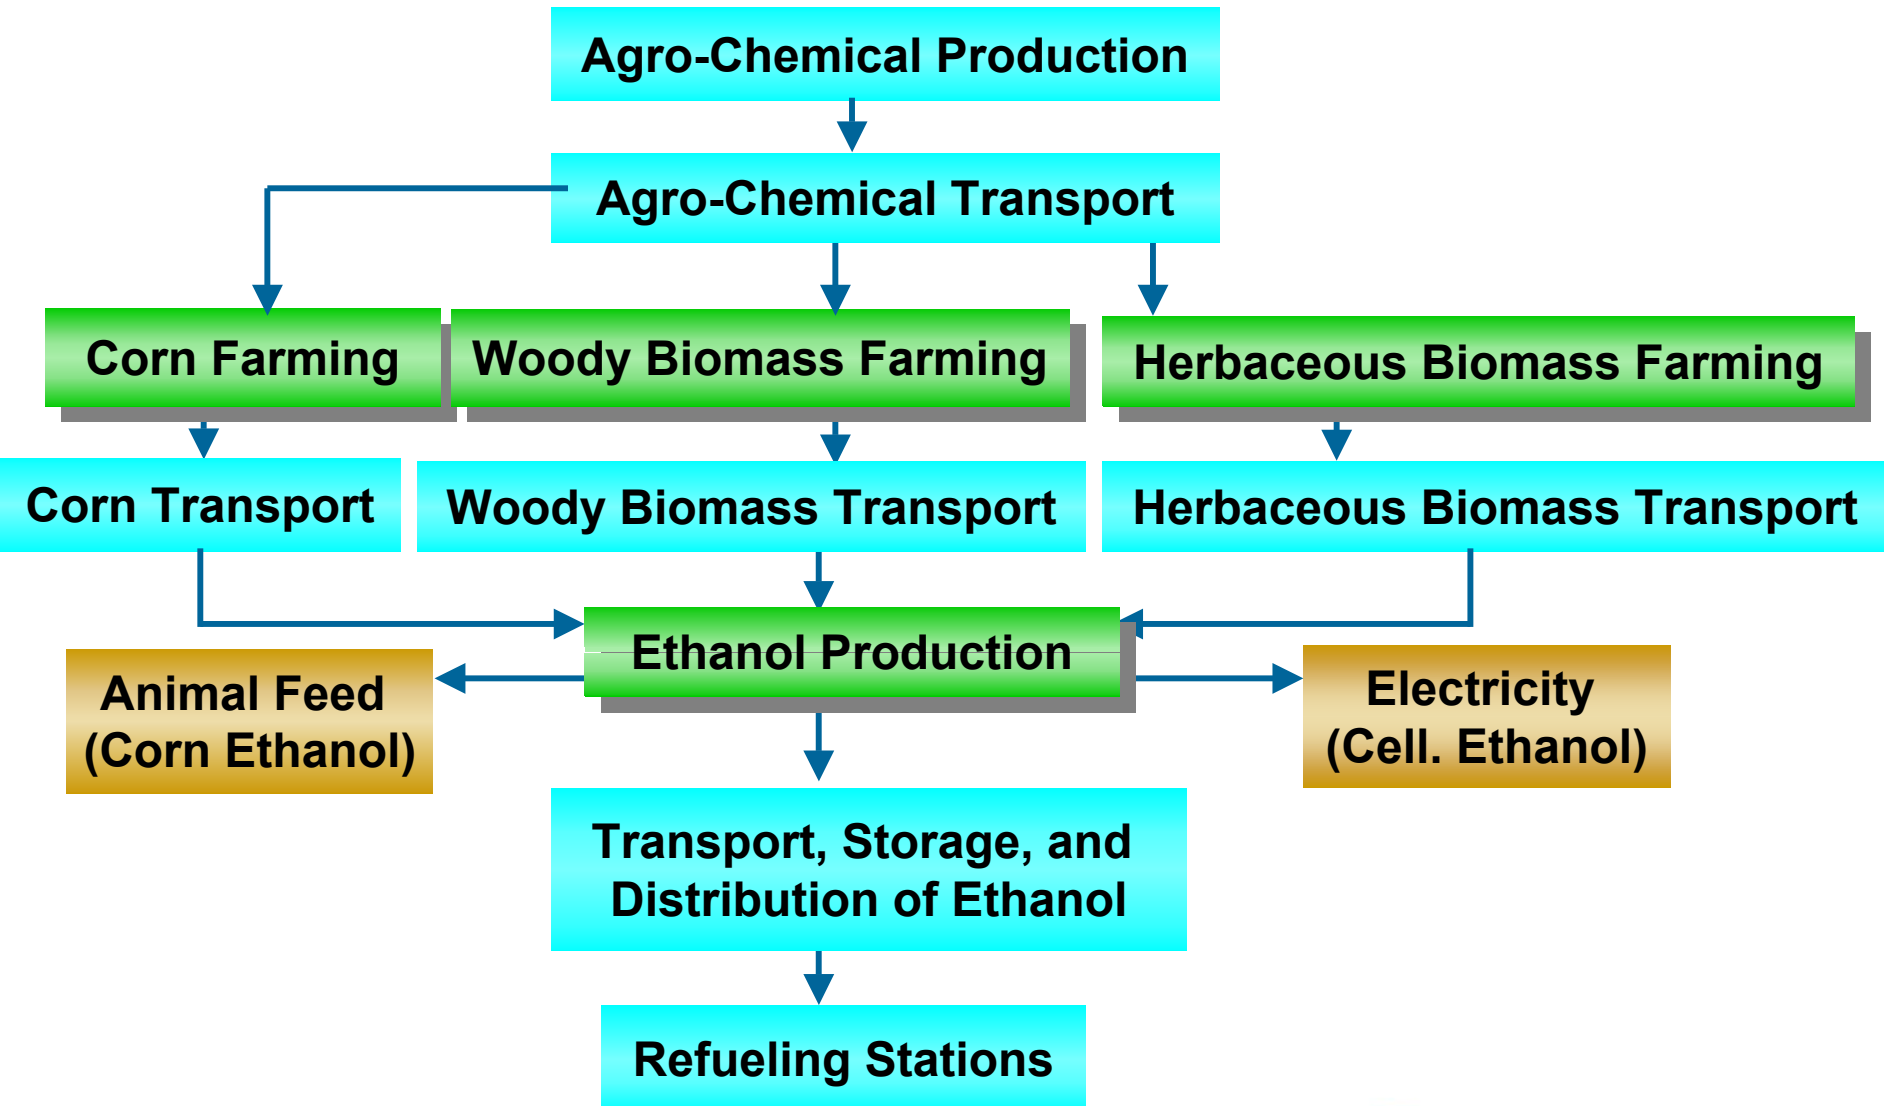 Agro-Chemical Production
Agro-Chemical Transport
Corn Farming
Woody Biomass Farming
Herbaceous Biomass Farming
Corn Transport
Woody Biomass Transport
Herbaceous Biomass Transport
Ethanol Production
Animal Feed
(Corn Ethanol)
Electricity
(Cell. Ethanol)
Transport, Storage, and
Distribution of Ethanol
Refueling Stations